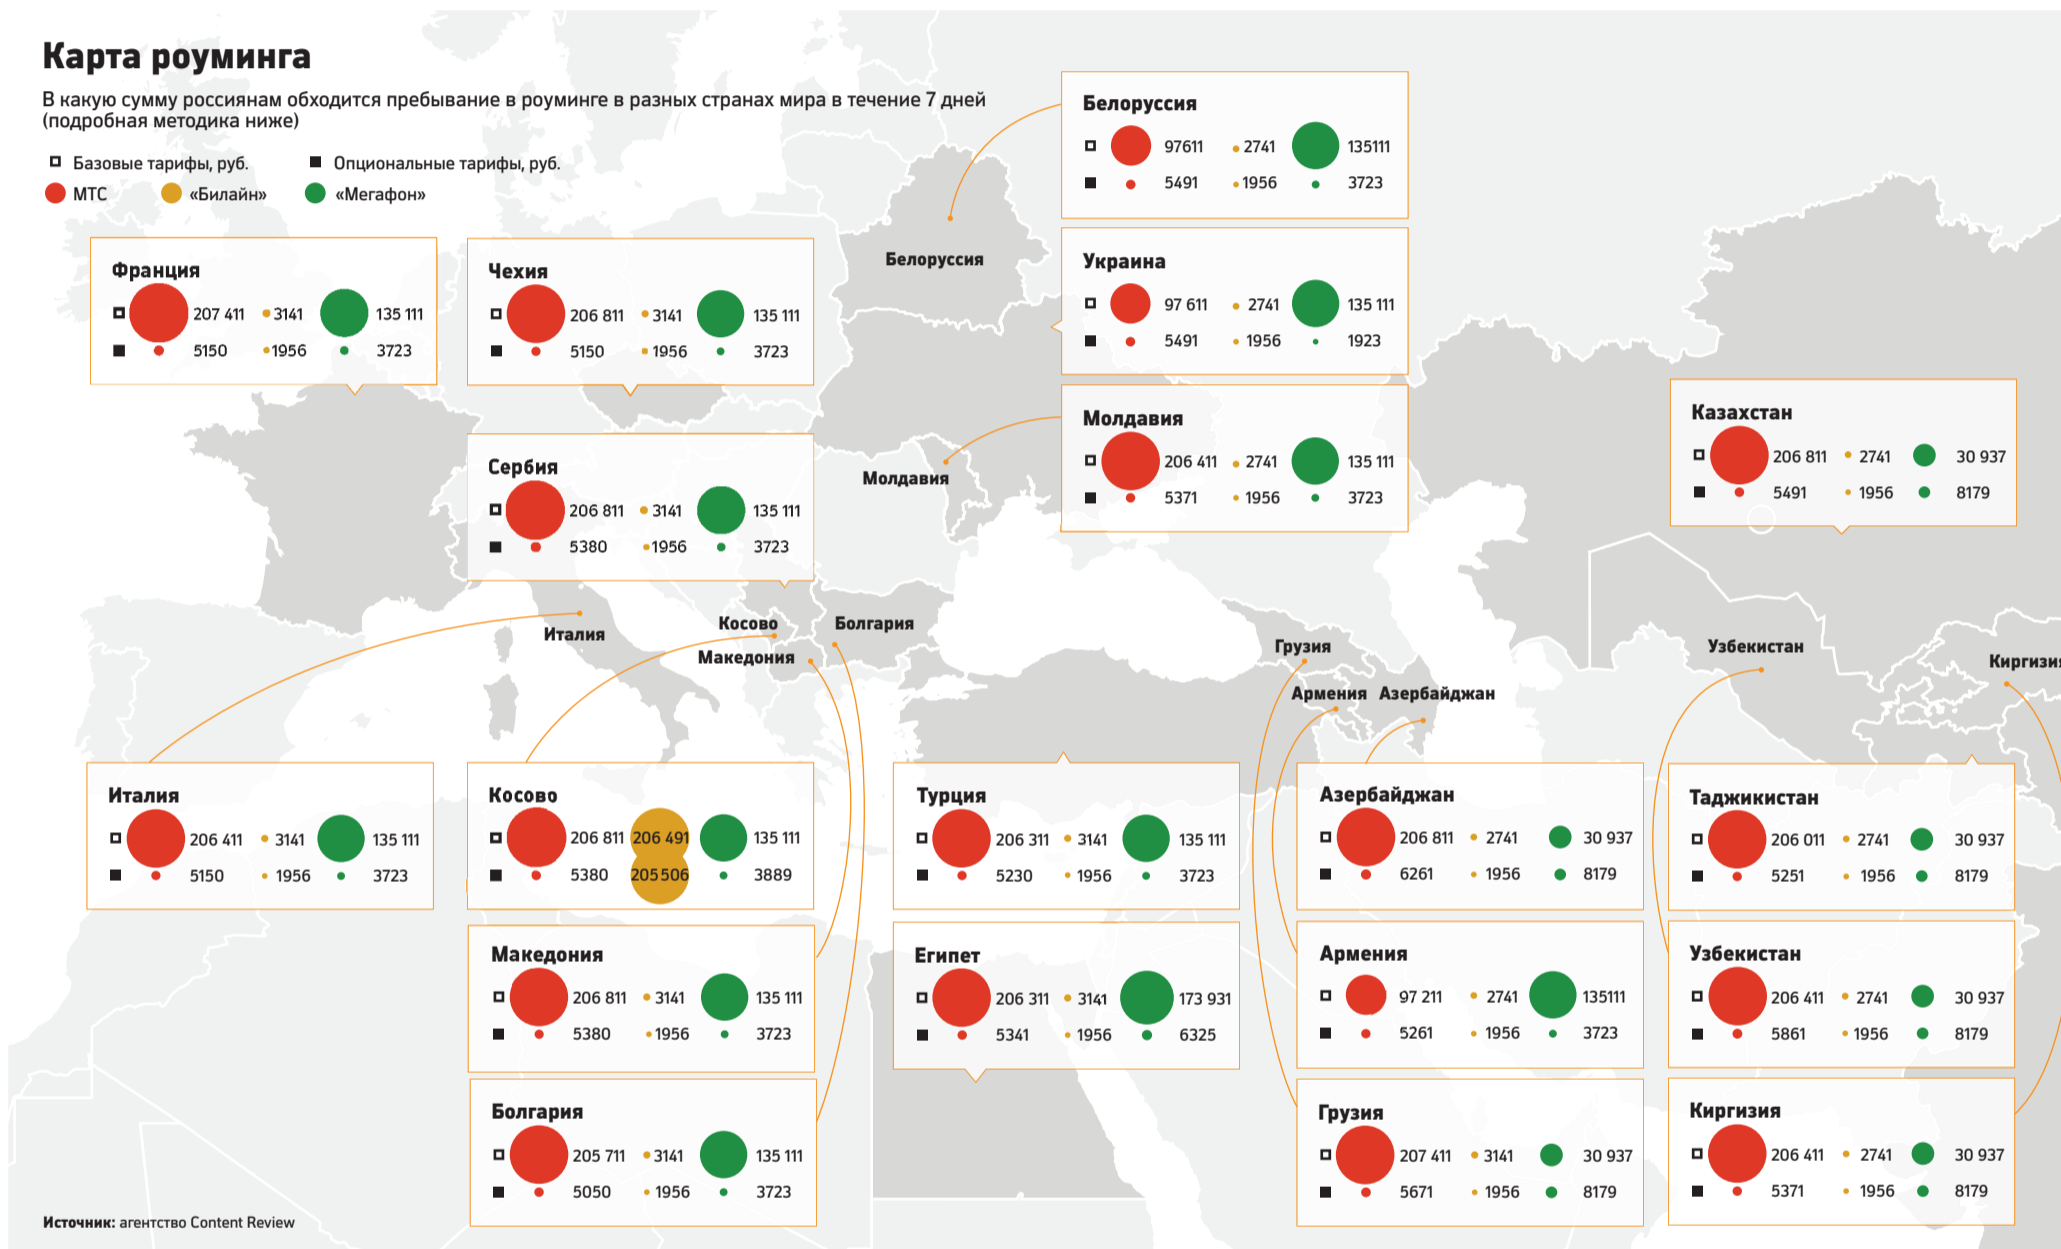 Карта роуминга
В какую сумму россиянам обходится пребывание в роуминге в разных странах мира в течение 7 дней
(подробная методика ниже)
Базовые тарифы, руб. Опциональные тарифы, руб.
МТС «Билайн» «Мегафон»
Франция
207 411 3141 135 111
5150 1956 3723
Чехия
206 811 3141 135 111
5150 1956 3723
Сербия
206 811 3141 135 111
5380 1956 3723
Белоруссия
97611 2741 135111
5491 1956 3723
Украина
97 611 2741 135 111
5491 1956 1923
Молдавия
206 411 2741 135 111
5371 1956 3723
Казахстан
206 811 2741 30 937
5491 1956 8179
Белоруссия
Молдавия
Италия
Косово
Македония
Болгария
Грузия
Армения
Азербайджан
Узбекистан
Киргизия
Италия
206 411 3141 135 111
5150 1956 3723
Косово
206 811 206 491 135 111
5380 205 506 3889
Македония
206 811 3141 135 111
5380 1956 3723
Болгария
205 711 3141 135 111
5050 1956 3723
Турция
206 311 3141 135 111
5230 1956 3723
Египет
206 311 3141 173 931
5341 1956 6325
Азербайджан
206 811 2741 30 937
6261 1956 8179
Армения
97 211 2741 135111
5261 1956 3723
Грузия
207 411 3141 30 937
5671 1956 8179
Таджикистан
206 011 2741 30 937
5251 1956 8179
Узбекистан
206 411 2741 30 937
5861 1956 8179
Киргизия
206 411 2741 30 937
5371 1956 8179
Источник: агентство Content Review